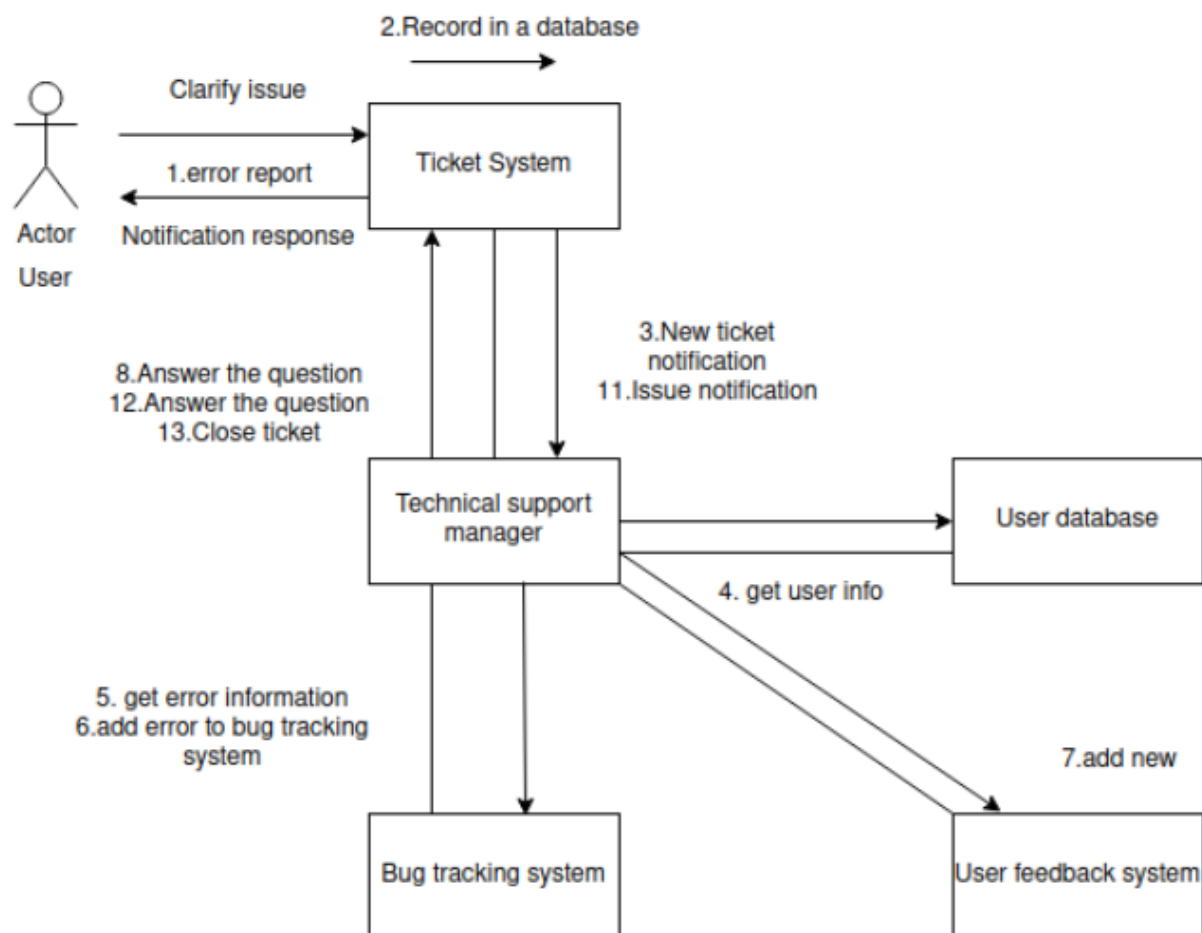 2.Record in a database
Clarify issue
Ticket System
1.error report
Actor
Notification response
User
3.New ticket
notification
11.Issue notification
8.Answer the question
12.Answer the question
13.Close ticket
Technical support
manager
User database
4. get user info
5. get error information
6.add error to bug tracking
system
7.add new
Bug tracking system
User feedback system